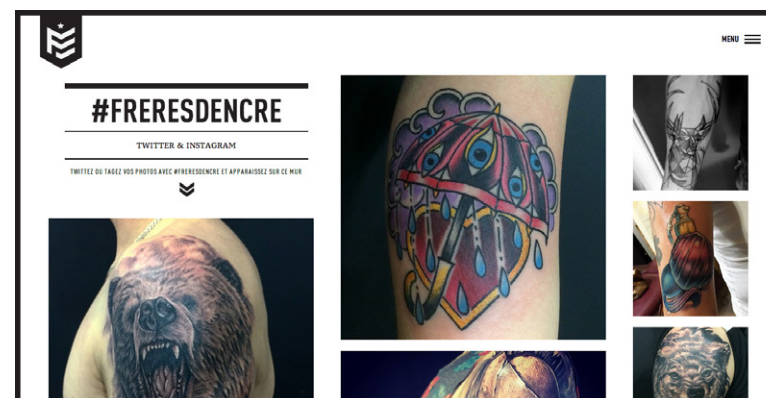 MENU
#FRERESDENCRE
TWITTER & INSTAGRAM
TWITTEZ OU TAGEZ VOS PHOTOS AVEC #FRERESDENCRE ET APPARAISSEZ SUR CE MUR